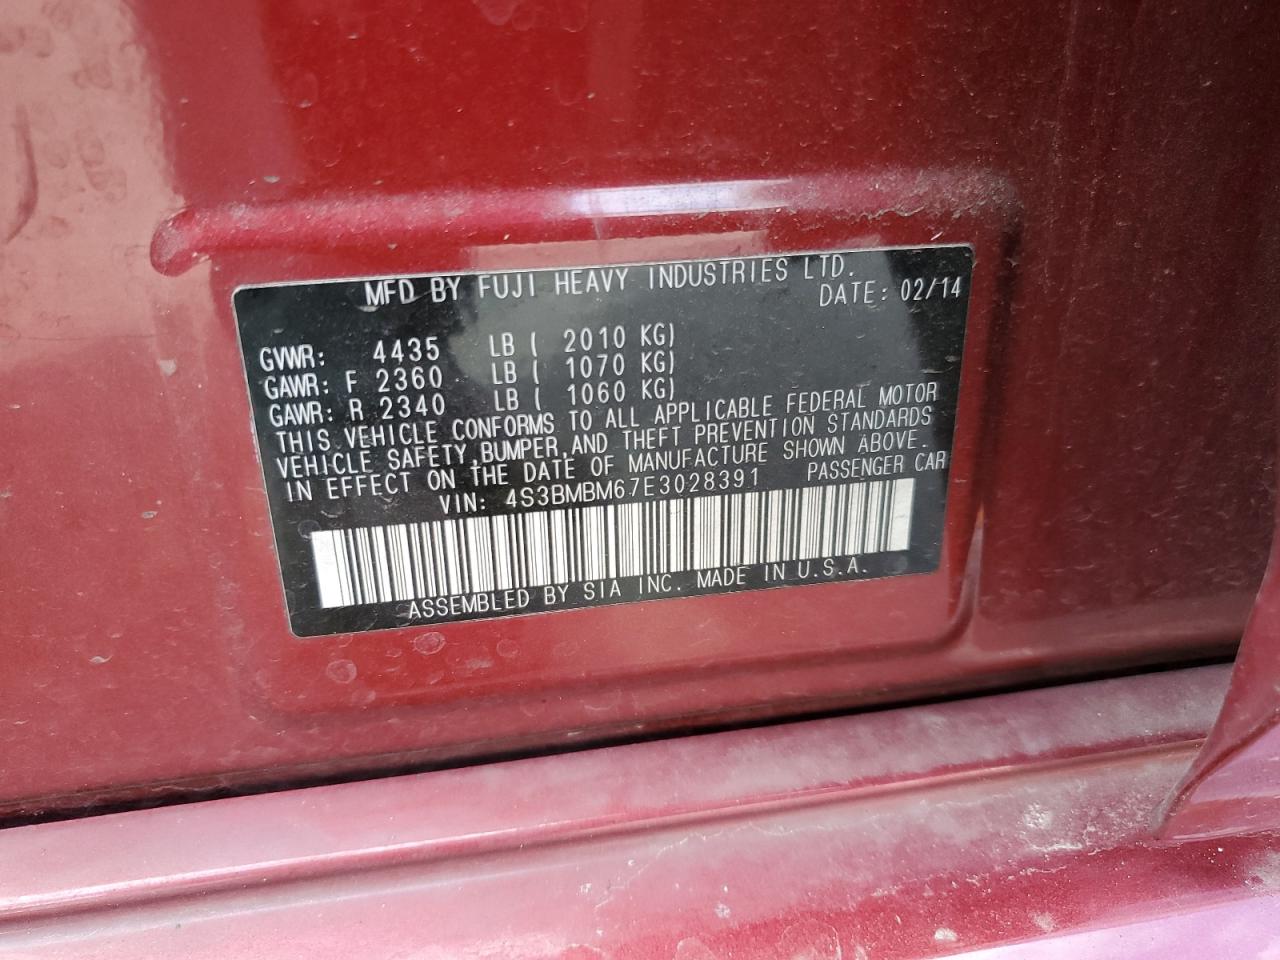 MFD BY FUJI HEAVY INDUSTRIES LTD.
DATE: 02/14
GVWR: 4435 LB ( 2010 KG)
GAWR: F 2360 LB ( 1070 KG)
GAWR: R 2340 LB ( 1060 KG)
THIS VEHICLE CONFORMS TO ALL APPLICABLE FEDERAL MOTOR
VEHICLE SAFETY, BUMPER, AND THEFT PREVENTION STANDARDS
IN EFFECT ON THE DATE OF MANUFACTURE SHOWN ABOVE.
VIN: 4S3BMBM67E3028391 PASSENGER CAR
ASSEMBLED BY SIA INC. MADE IN U.S.A.